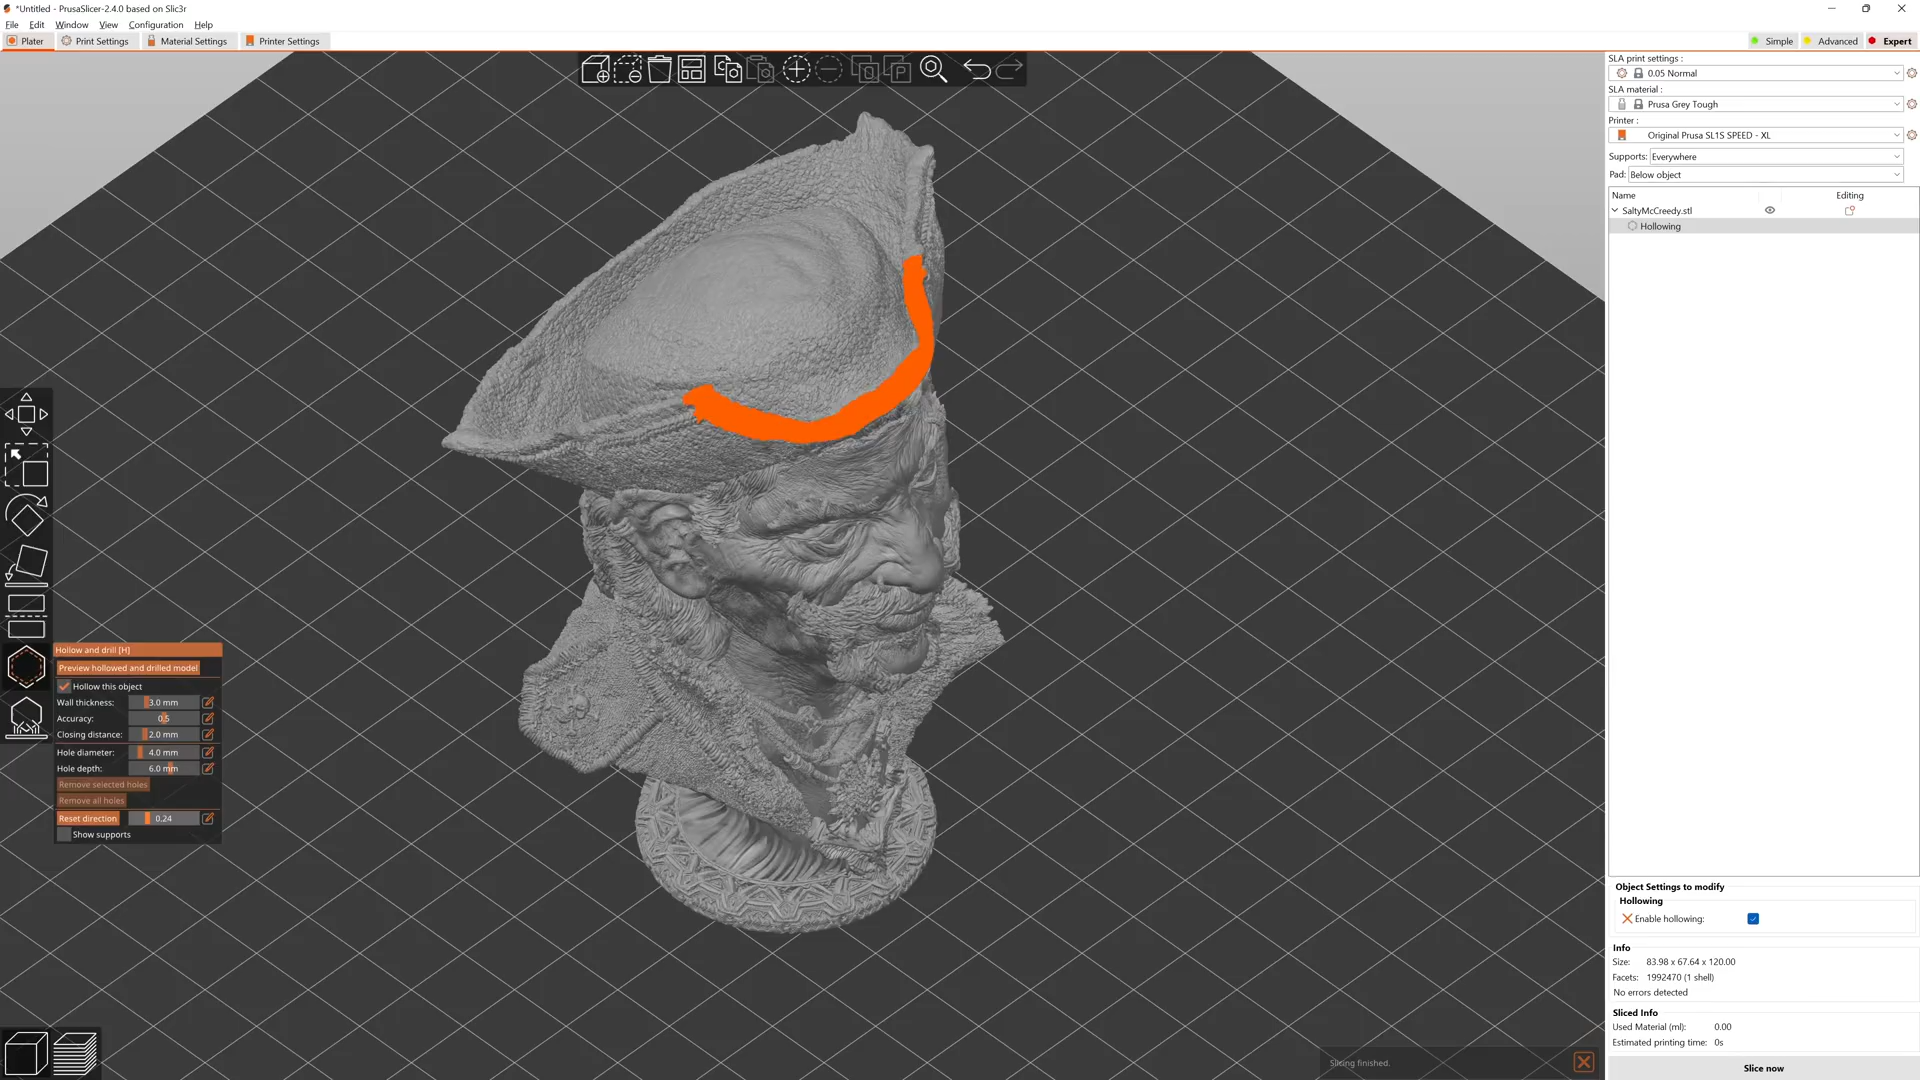 *Untitled - PrusaSlicer-2.4.0 based on Slic3r
File Edit Window View Configuration Help
Plater Print Settings Material Settings Printer Settings Simple Advanced Expert
SLA print settings :
0.05 Normal
SLA material :
Prusa Grey Tough
Printer :
Original Prusa SL1S SPEED - XL
Supports: Everywhere
Pad: Below object
Name Editing
SaltyMcCreedy.stl
Hollowing
Hollow and drill [H]
Preview hollowed and drilled model
Hollow this object
Wall thickness: 3.0 mm
Accuracy: 0.5
Closing distance: 2.0 mm
Hole diameter: 4.0 mm
Hole depth: 6.0 mm
Remove selected holes
Remove all holes
Reset direction 0.24
Show supports
Object Settings to modify
Hollowing
Enable hollowing:
Info
Size: 83.98 x 67.64 x 120.00
Facets: 1992470 (1 shell)
No errors detected
Sliced Info
Used Material (ml): 0.00
Estimated printing time: 0s
Slicing finished.
Slice now